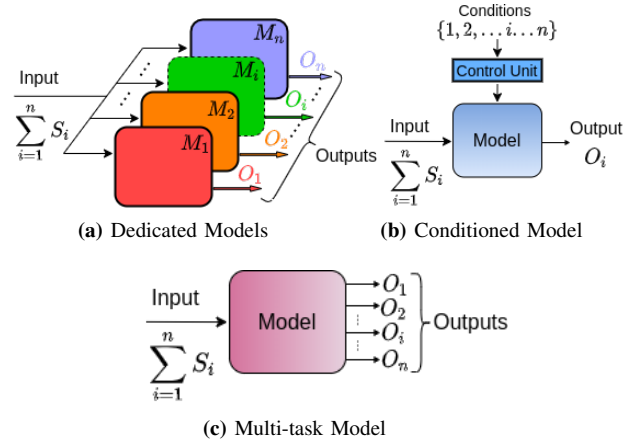 Input
n
∑ S_i
i=1
M_n
M_i
M_2
M_1
O_n
O_i
O_2
O_1
Outputs
(a) Dedicated Models
Conditions
{1, 2, ... i ... n}
Control Unit
Input
Model
Output
O_i
n
∑ S_i
i=1
(b) Conditioned Model
Input
n
∑ S_i
i=1
Model
O_1
O_2
O_i
O_n
Outputs
(c) Multi-task Model